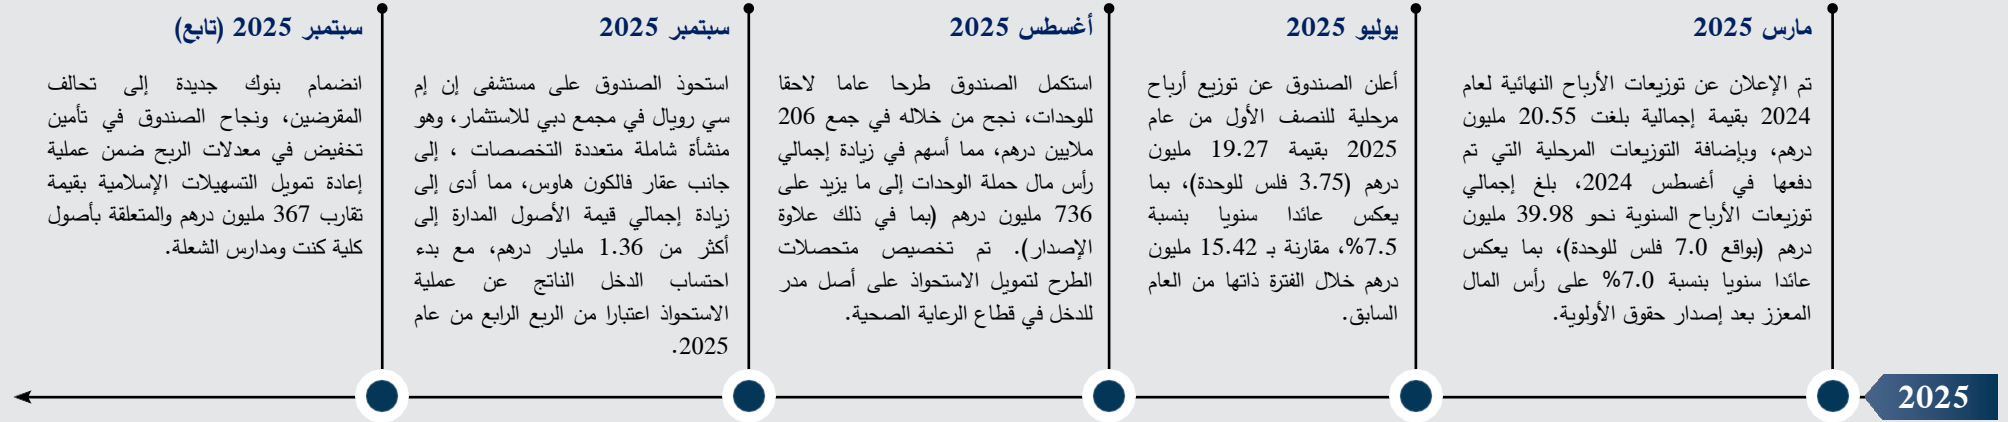 2025
مارس 2025
تم الإعلان عن توزيعات الأرباح النهائية لعام
2024 بقيمة إجمالية بلغت 20.55 مليون
درهم، وبإضافة التوزيعات المرحلية التي تم
دفعها في أغسطس 2024، بلغ إجمالي
توزيعات الأرباح السنوية نحو 39.98 مليون
درهم (بواقع 7.0 فلس للوحدة)، بما يعكس
عائدا سنويا بنسبة 7.0% على رأس المال
المعزز بعد إصدار حقوق الأولوية.
يوليو 2025
أعلن الصندوق عن توزيع أرباح
مرحلية للنصف الأول من عام
2025 بقيمة 19.27 مليون
درهم (3.75 فلس للوحدة)، بما
يعكس عائدا سنويا بنسبة
7.5%، مقارنة بـ 15.42 مليون
درهم خلال الفترة ذاتها من العام
السابق.
أغسطس 2025
استكمل الصندوق طرحا عاما لاحقا
للوحدات، نجح من خلاله في جمع 206
ملايين درهم، مما أسهم في زيادة إجمالي
رأس مال حملة الوحدات إلى ما يزيد على
736 مليون درهم (بما في ذلك علاوة
الإصدار). تم تخصيص متحصلات
الطرح لتمويل الاستحواذ على أصل مدر
للدخل في قطاع الرعاية الصحية.
سبتمبر 2025
استحوذ الصندوق على مستشفى إن إم
سي رويال في مجمع دبي للاستثمار، وهو
منشأة شاملة متعددة التخصصات ، إلى
جانب عقار فالكون هاوس، مما أدى إلى
زيادة إجمالي قيمة الأصول المدارة إلى
أكثر من 1.36 مليار درهم، مع بدء
احتساب الدخل الناتج عن عملية
الاستحواذ اعتبارا من الربع الرابع من عام
2025.
سبتمبر 2025 (تابع)
انضمام بنوك جديدة إلى تحالف
المقرضين، ونجاح الصندوق في تأمين
تخفيض في معدلات الربح ضمن عملية
إعادة تمويل التسهيلات الإسلامية بقيمة
تقارب 367 مليون درهم والمتعلقة بأصول
كلية كنت ومدارس الشعلة.